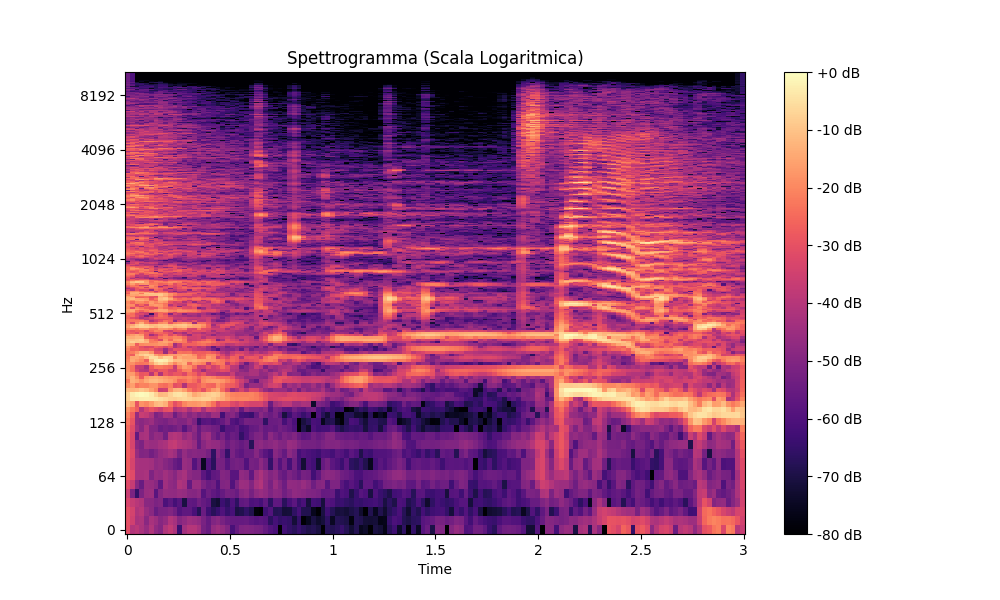 Spettrogramma (Scala Logaritmica)
Hz
8192
4096
2048
1024
512
256
128
64
0
0
0.5
1
1.5
2
2.5
3
Time
+0 dB
-10 dB
-20 dB
-30 dB
-40 dB
-50 dB
-60 dB
-70 dB
-80 dB